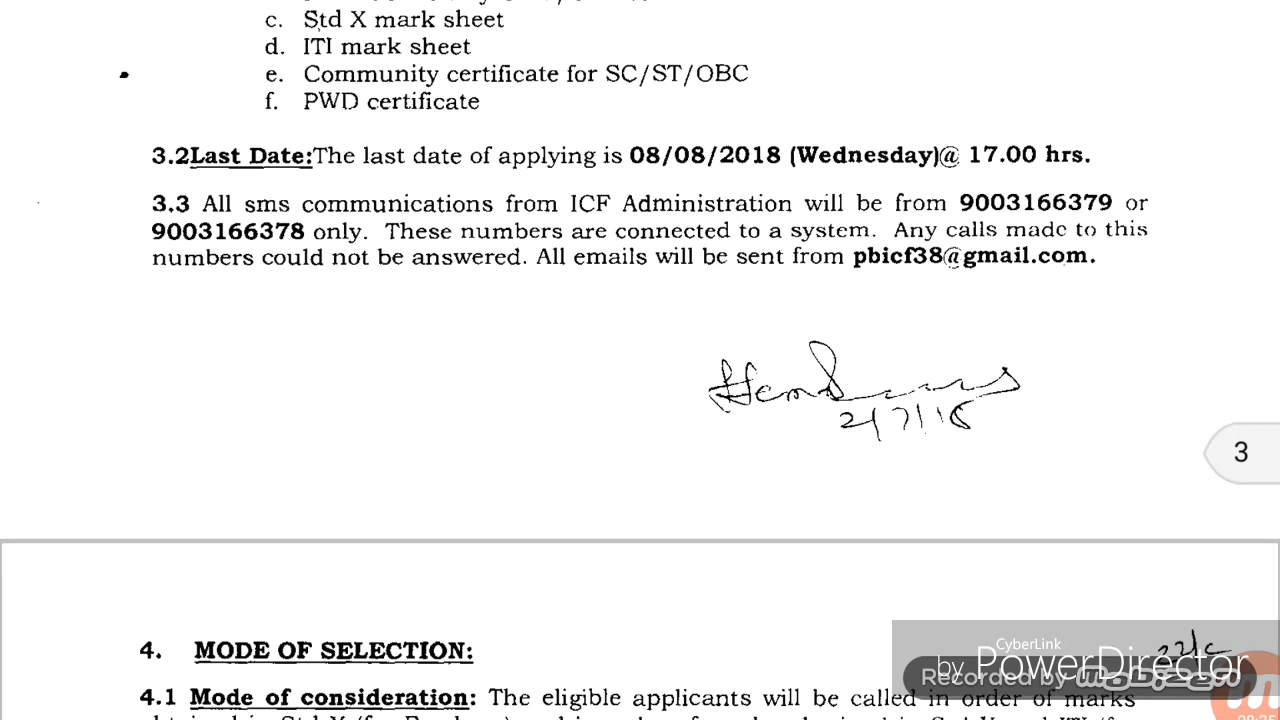 c. Std X mark sheet
d. ITI mark sheet
e. Community certificate for SC/ST/OBC
f. PWD certificate
3.2Last Date:The last date of applying is 08/08/2018 (Wednesday)@ 17.00 hrs.
3.3 All sms communications from ICF Administration will be from 9003166379 or
9003166378 only. These numbers are connected to a system. Any calls made to this
numbers could not be answered. All emails will be sent from pbicf38@gmail.com.
2/7/18
3
4. MODE OF SELECTION:
CyberLink
by PowerDirector
Recorded by
4.1 Mode of consideration: The eligible applicants will be called in order of marks